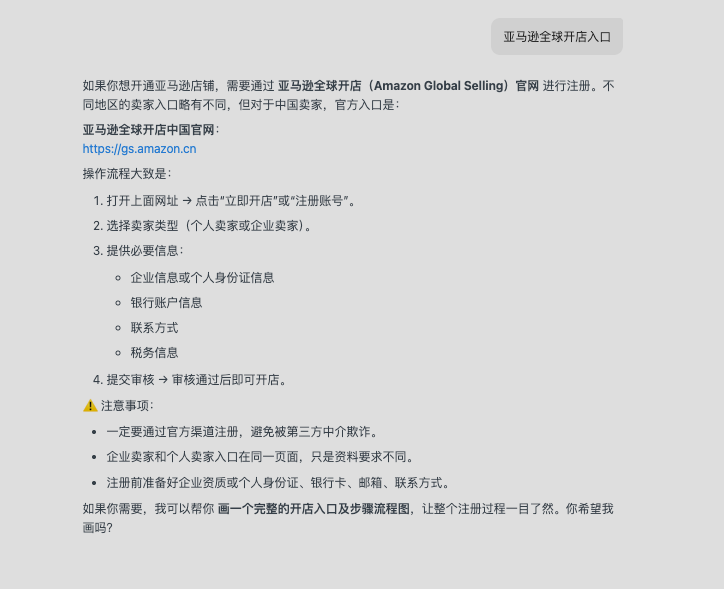 亚马逊全球开店入口
如果你想开通亚马逊店铺，需要通过 亚马逊全球开店（Amazon Global Selling）官网 进行注册。不
同地区的卖家入口略有不同，但对于中国卖家，官方入口是：
亚马逊全球开店中国官网：
https://gs.amazon.cn
操作流程大致是：
1. 打开上面网址 → 点击“立即开店”或“注册账号”。
2. 选择卖家类型（个人卖家或企业卖家）。
3. 提供必要信息：
◦ 企业信息或个人身份证信息
◦ 银行账户信息
◦ 联系方式
◦ 税务信息
4. 提交审核 → 审核通过后即可开店。
⚠️ 注意事项：
• 一定要通过官方渠道注册，避免被第三方中介欺诈。
• 企业卖家和个人卖家入口在同一页面，只是资料要求不同。
• 注册前准备好企业资质或个人身份证、银行卡、邮箱、联系方式。
如果你需要，我可以帮你 画一个完整的开店入口及步骤流程图，让整个注册过程一目了然。你希望我
画吗?